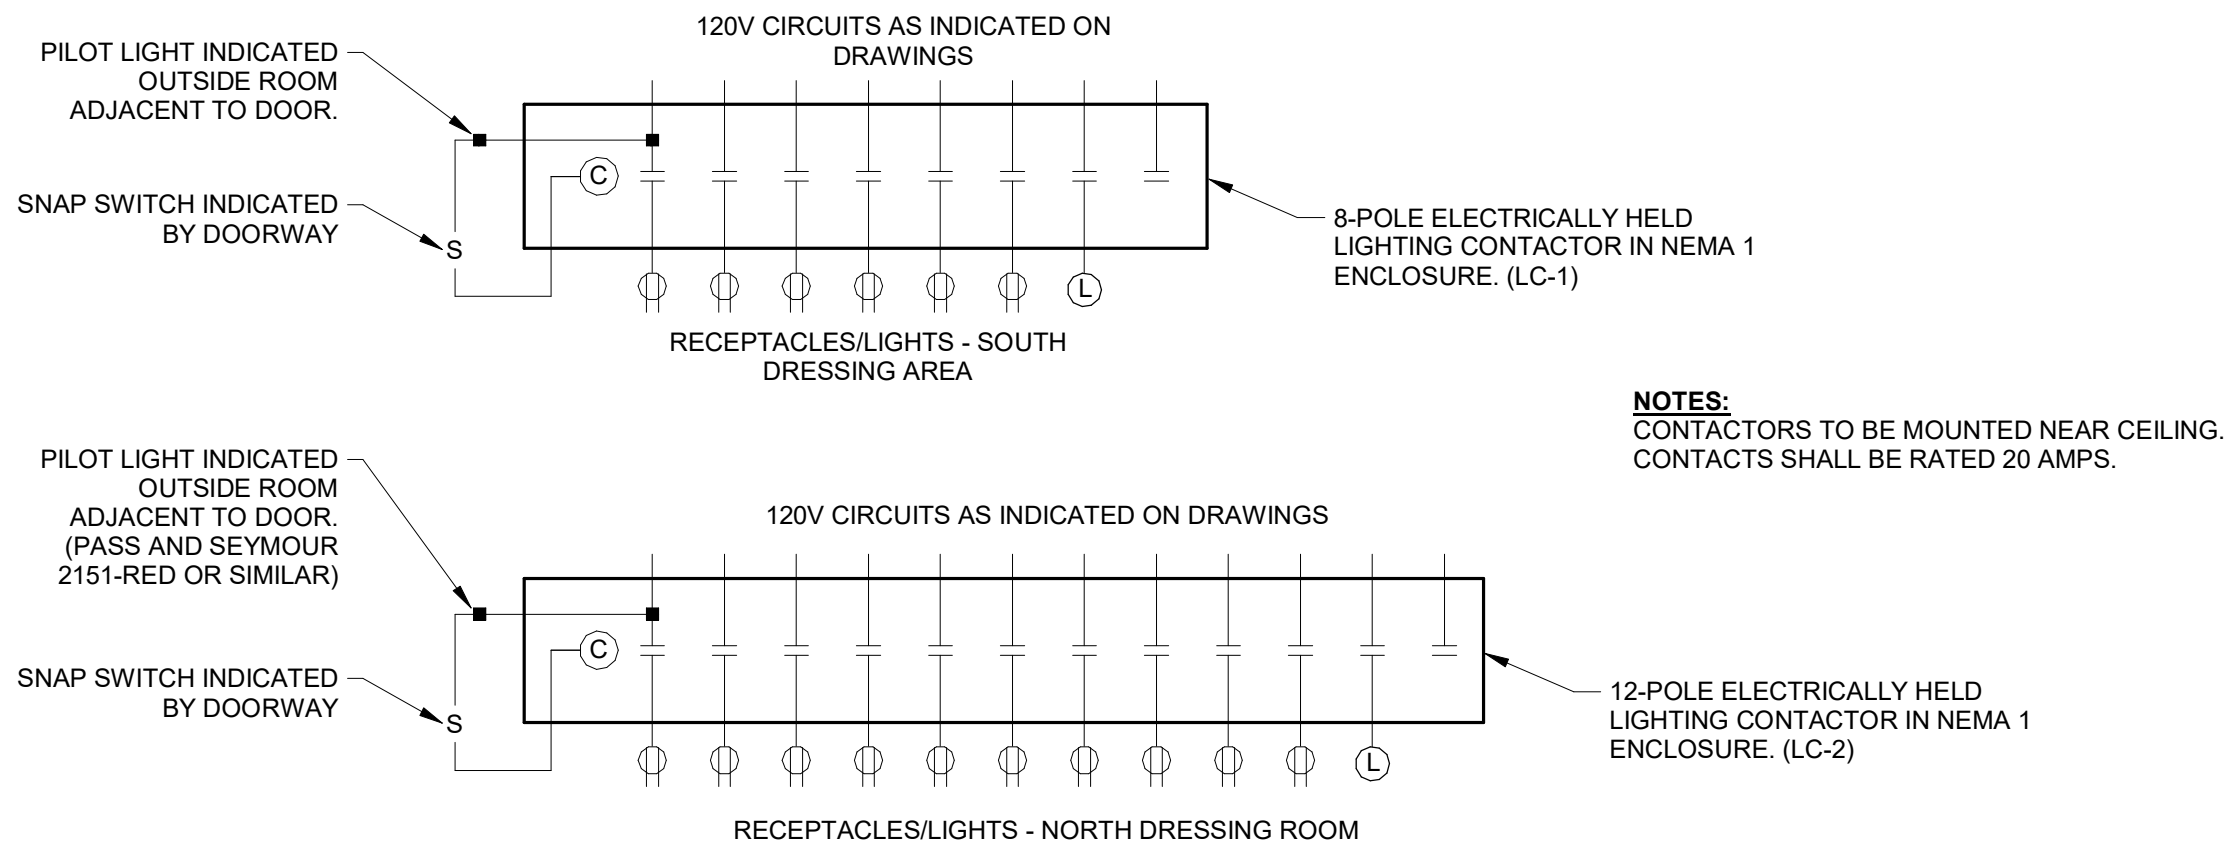 120V CIRCUITS AS INDICATED ON
DRAWINGS
PILOT LIGHT INDICATED
OUTSIDE ROOM
ADJACENT TO DOOR.
C
SNAP SWITCH INDICATED
BY DOORWAY
S
L
8-POLE ELECTRICALLY HELD
LIGHTING CONTACTOR IN NEMA 1
ENCLOSURE. (LC-1)
RECEPTACLES/LIGHTS - SOUTH
DRESSING AREA
NOTES:
CONTACTORS TO BE MOUNTED NEAR CEILING.
CONTACTS SHALL BE RATED 20 AMPS.
PILOT LIGHT INDICATED
OUTSIDE ROOM
ADJACENT TO DOOR.
(PASS AND SEYMOUR
2151-RED OR SIMILAR)
120V CIRCUITS AS INDICATED ON DRAWINGS
C
SNAP SWITCH INDICATED
BY DOORWAY
S
L
12-POLE ELECTRICALLY HELD
LIGHTING CONTACTOR IN NEMA 1
ENCLOSURE. (LC-2)
RECEPTACLES/LIGHTS - NORTH DRESSING ROOM